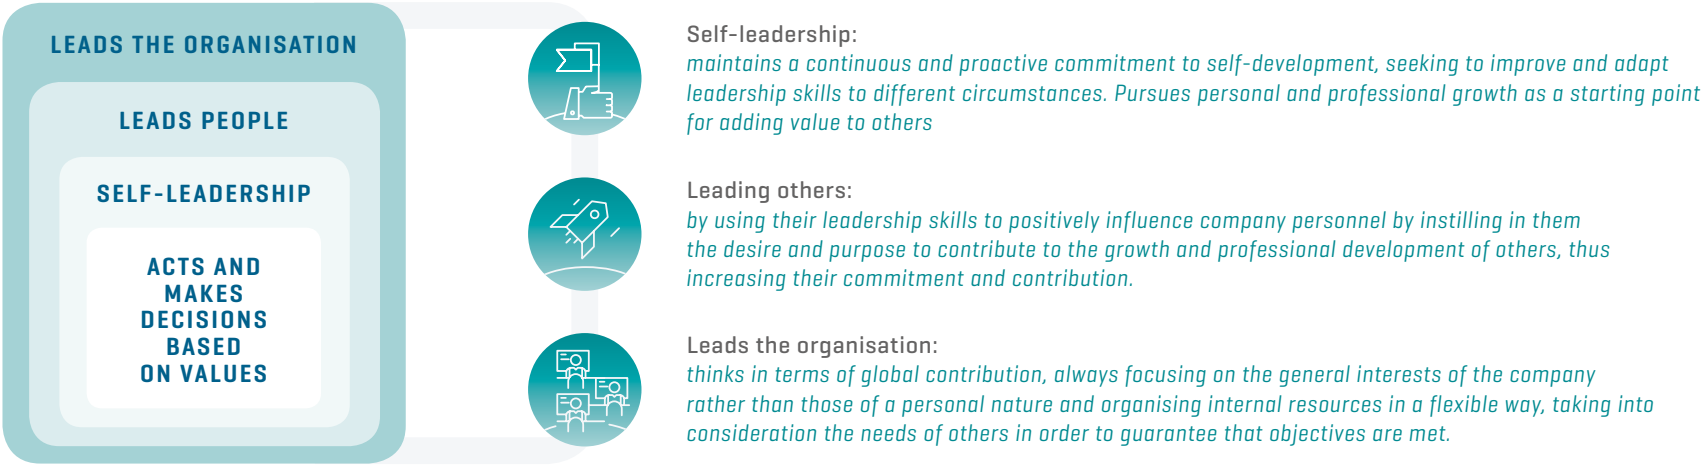 LEADS THE ORGANISATION
LEADS PEOPLE
SELF-LEADERSHIP
ACTS AND
MAKES
DECISIONS
BASED
ON VALUES
Self-leadership:
maintains a continuous and proactive commitment to self-development, seeking to improve and adapt
leadership skills to different circumstances. Pursues personal and professional growth as a starting point
for adding value to others
Leading others:
by using their leadership skills to positively influence company personnel by instilling in them
the desire and purpose to contribute to the growth and professional development of others, thus
increasing their commitment and contribution.
Leads the organisation:
thinks in terms of global contribution, always focusing on the general interests of the company
rather than those of a personal nature and organising internal resources in a flexible way, taking into
consideration the needs of others in order to guarantee that objectives are met.